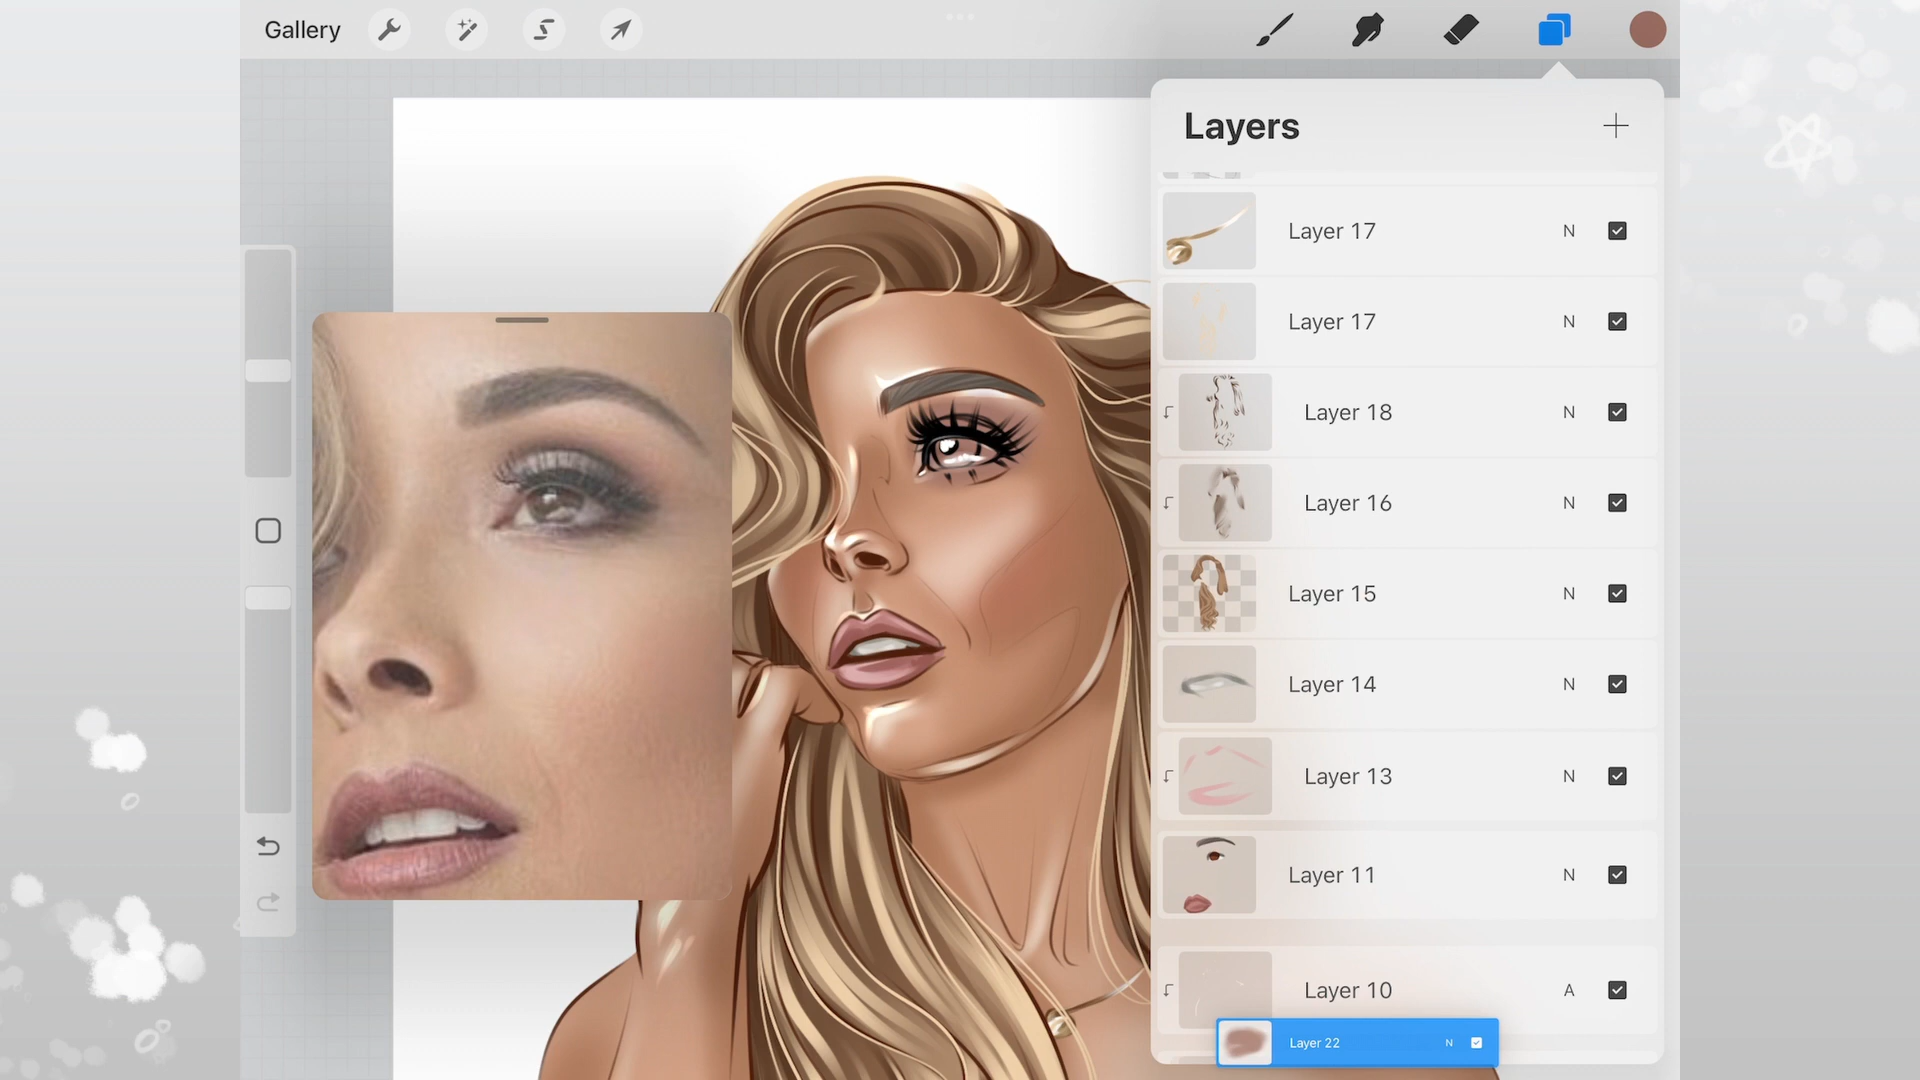 Gallery
Layers
Layer 17 N
Layer 17 N
Layer 18 N
Layer 16 N
Layer 15 N
Layer 14 N
Layer 13 N
Layer 11 N
Layer 10 A
Layer 22 N